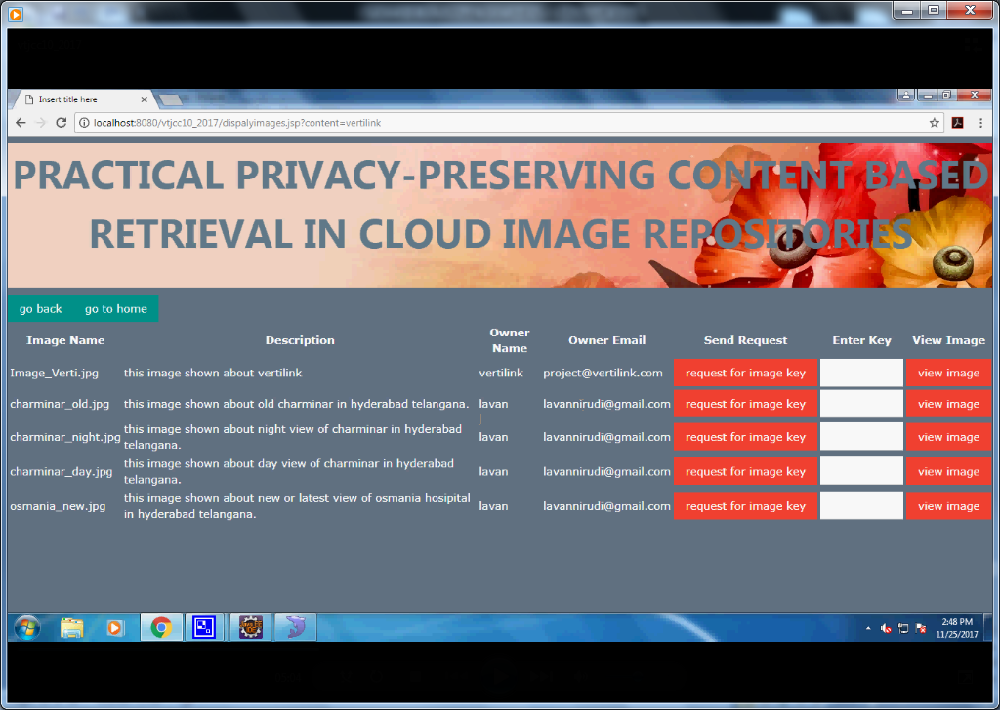 Insert title here
localhost:8080/vtjcc10_2017/dispalyimages.jsp?content=vertilink
PRACTICAL PRIVACY-PRESERVING CONTENT BASED
RETRIEVAL IN CLOUD IMAGE REPOSITORIES
go back go to home
Image Name Description Owner Name Owner Email Send Request Enter Key View Image
Image_Verti.jpg this image shown about vertilink vertilink project@vertilink.com request for image key view image
charminar_old.jpg this image shown about old charminar in hyderabad telangana. lavan lavannirudi@gmail.com request for image key view image
charminar_night.jpg this image shown about night view of charminar in hyderabad
telangana. lavan lavannirudi@gmail.com request for image key view image
charminar_day.jpg this image shown about day view of charminar in hyderabad
telangana. lavan lavannirudi@gmail.com request for image key view image
osmania_new.jpg this image shown about new or latest view of osmania hosipital
in hyderabad telangana. lavan lavannirudi@gmail.com request for image key view image
2:48 PM
11/25/2017